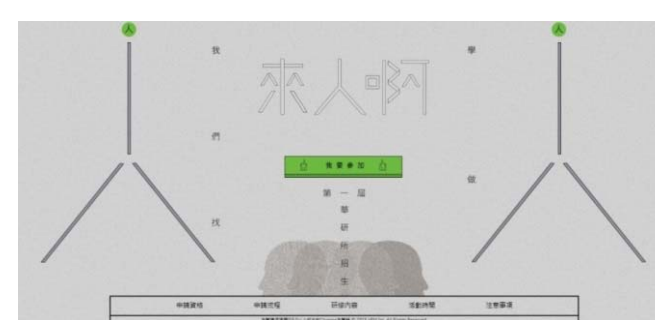 人
人
我
們
找
學
做
來人啊
我要參加
第一屆
華
研
所
招
生
申請資格
申請流程
研修內容
活動時間
注意事項